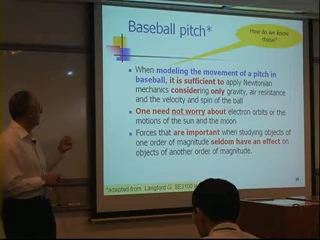 Baseball pitch*
How do we know
these?
When modeling the movement of a pitch in
baseball, it is sufficient to apply Newtonian
mechanics considering only gravity, air resistance
and the velocity and spin of the ball
One need not worry about electron orbits or the
motions of the sun and the moon
Forces that are important when studying objects of
one order of magnitude seldom have an effect on
objects of another order of magnitude.
*adapted from Langford G, SE3100